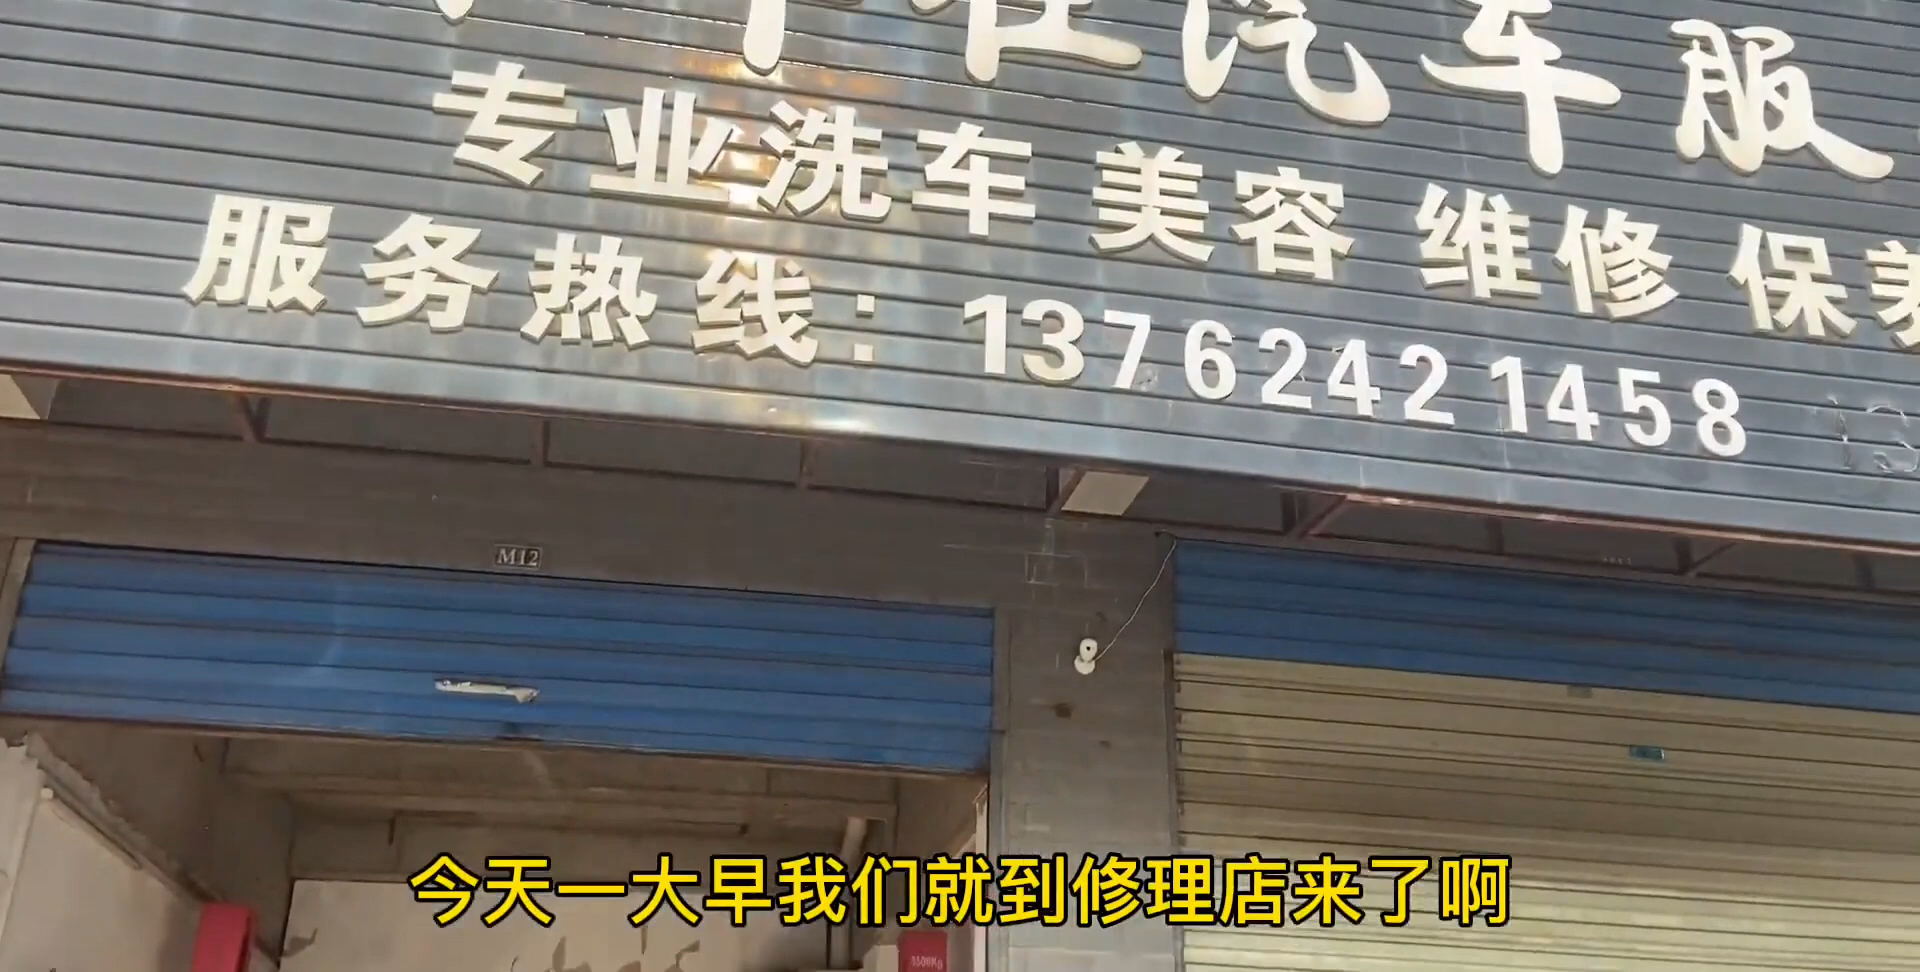 汽车服
专业洗车 美容 维修 保养
服务热线：13762421458
M12
今天一大早我们就到修理店来了啊